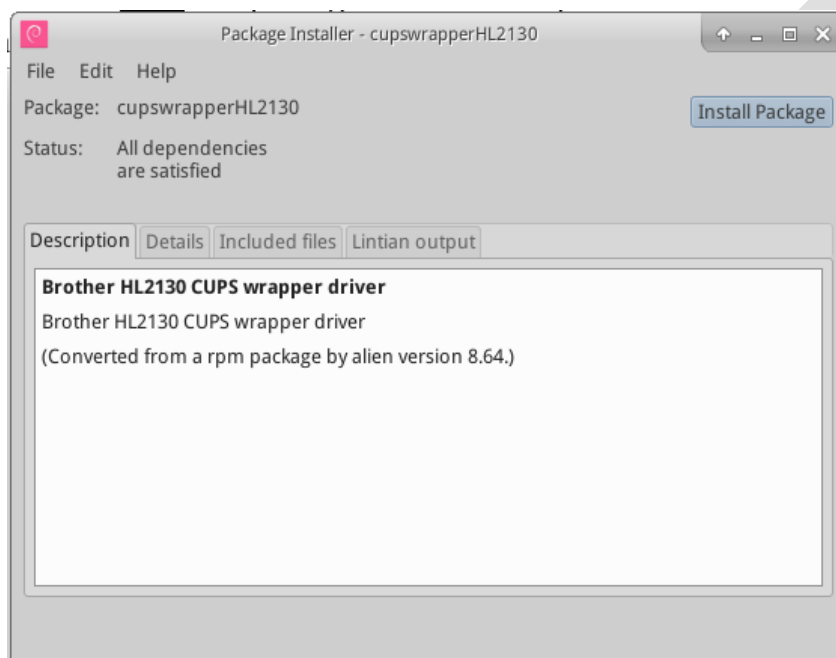 Package Installer - cupswrapperHL2130
File Edit Help
Package: cupswrapperHL2130
Install Package
Status: All dependencies
are satisfied
Description Details Included files Lintian output
Brother HL2130 CUPS wrapper driver
Brother HL2130 CUPS wrapper driver
(Converted from a rpm package by alien version 8.64.)